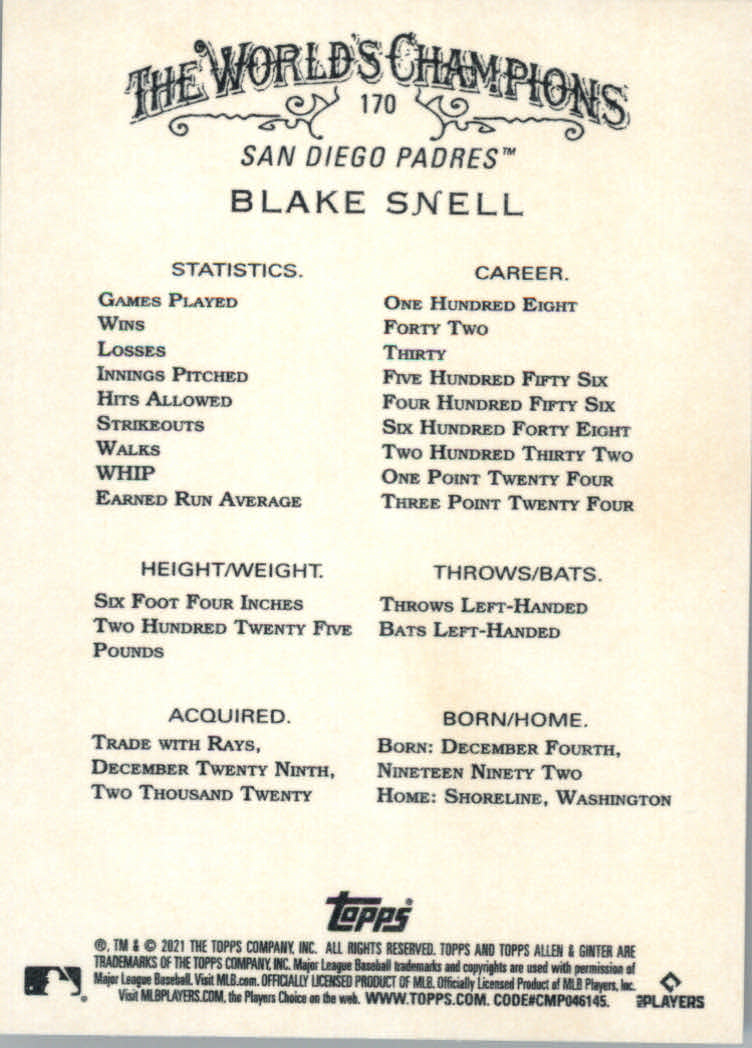 THE WORLD'S CHAMPIONS
170
SAN DIEGO PADRES™
BLAKE SNELL
STATISTICS.
GAMES PLAYED
WINS
LOSSES
INNINGS PITCHED
HITS ALLOWED
STRIKEOUTS
WALKS
WHIP
EARNED RUN AVERAGE
CAREER.
ONE HUNDRED EIGHT
FORTY TWO
THIRTY
FIVE HUNDRED FIFTY SIX
FOUR HUNDRED FIFTY SIX
SIX HUNDRED FORTY EIGHT
TWO HUNDRED THIRTY TWO
ONE POINT TWENTY FOUR
THREE POINT TWENTY FOUR
HEIGHT/WEIGHT.
SIX FOOT FOUR INCHES
TWO HUNDRED TWENTY FIVE
POUNDS
THROWS/BATS.
THROWS LEFT-HANDED
BATS LEFT-HANDED
ACQUIRED.
TRADE WITH RAYS,
DECEMBER TWENTY NINTH,
TWO THOUSAND TWENTY
BORN/HOME.
BORN: DECEMBER FOURTH,
NINETEEN NINETY TWO
HOME: SHORELINE, WASHINGTON
Topps®
®, TM & © 2021 THE TOPPS COMPANY, INC. ALL RIGHTS RESERVED. TOPPS AND TOPPS ALLEN & GINTER ARE
TRADEMARKS OF THE TOPPS COMPANY, INC. Major League Baseball trademarks and copyrights are used with permission of
Major League Baseball. Visit MLB.com. OFFICIALLY LICENSED PRODUCT OF MLB. Officially Licensed Product of MLB Players, Inc.
Visit MLBPLAYERS.COM, the Players Choice on the web. WWW.TOPPS.COM. CODE#CMP046145.
PLAYERS